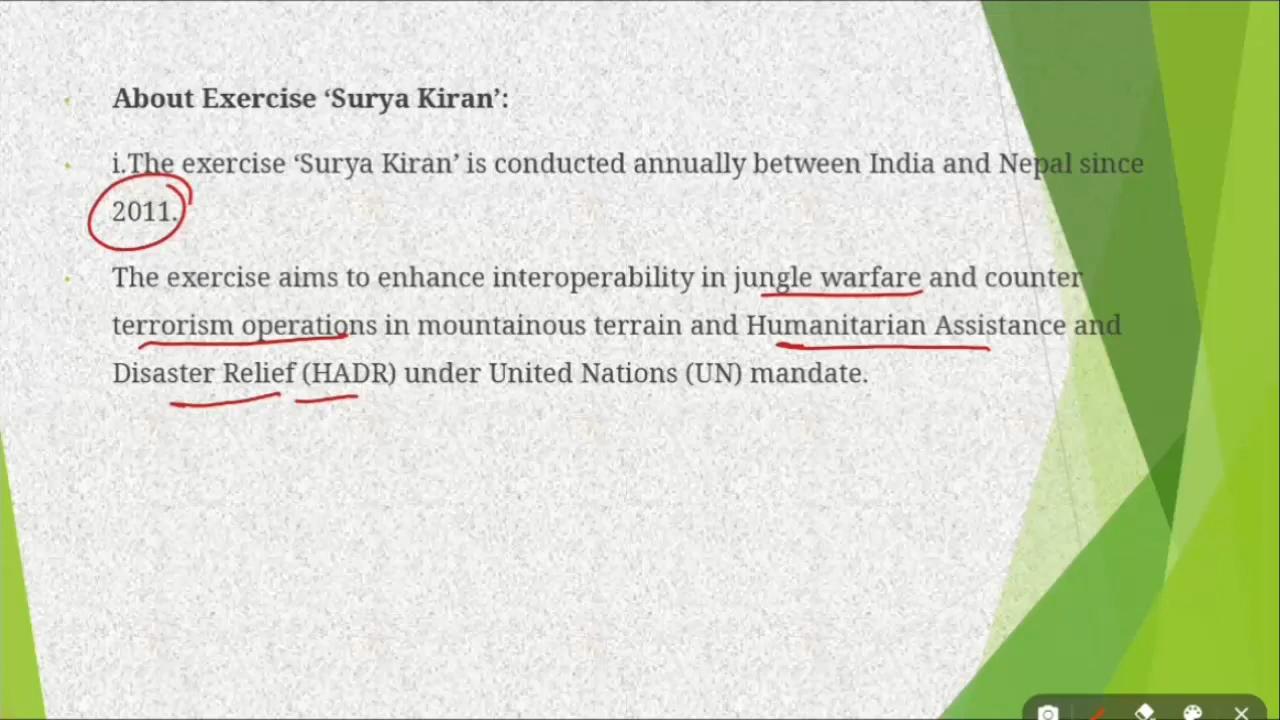 About Exercise ‘Surya Kiran’:
i.The exercise ‘Surya Kiran’ is conducted annually between India and Nepal since
2011.
The exercise aims to enhance interoperability in jungle warfare and counter
terrorism operations in mountainous terrain and Humanitarian Assistance and
Disaster Relief (HADR) under United Nations (UN) mandate.